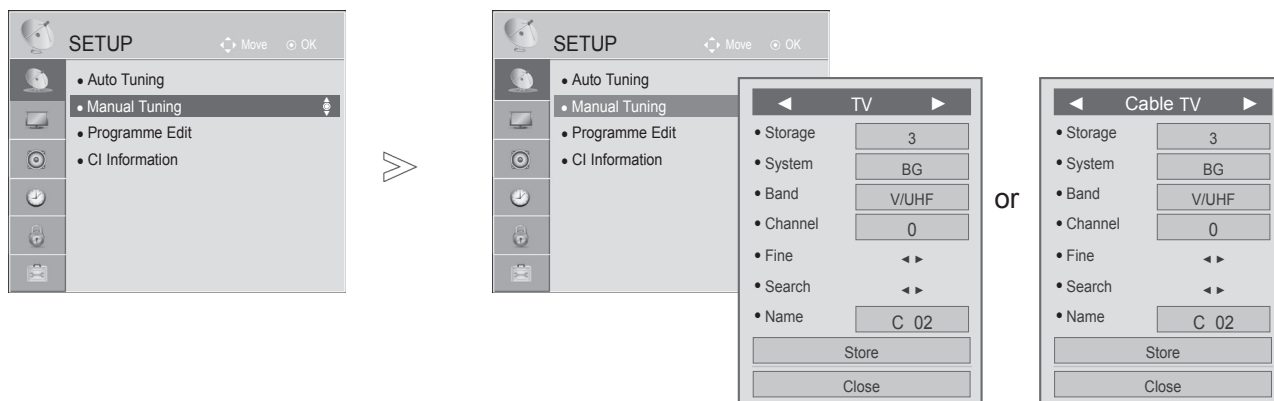 SETUP
Move OK
• Auto Tuning
• Manual Tuning
• Programme Edit
• CI Information
SETUP
Move OK
• Auto Tuning
• Manual Tuning
• Programme Edit
• CI Information
◄ TV ►
• Storage 3
• System BG
• Band V/UHF
• Channel 0
• Fine ◄ ►
• Search ◄ ►
• Name C 02
Store
Close
or
◄ Cable TV ►
• Storage 3
• System BG
• Band V/UHF
• Channel 0
• Fine ◄ ►
• Search ◄ ►
• Name C 02
Store
Close